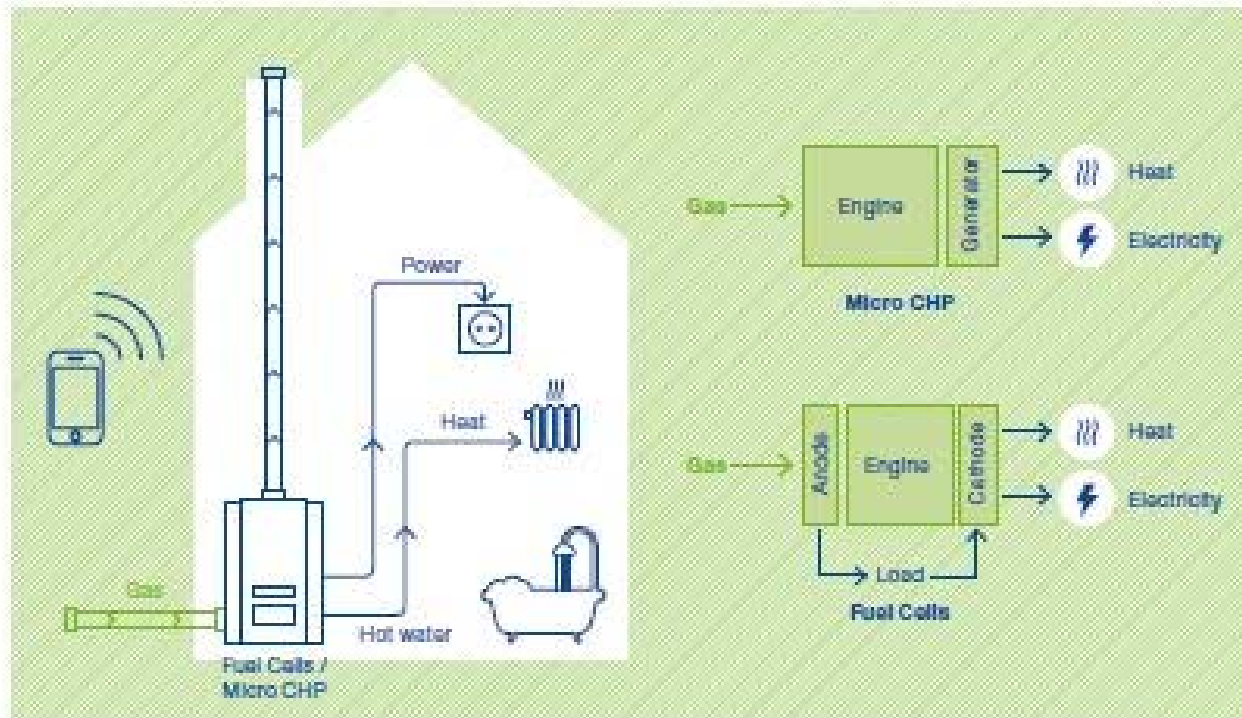 Power
Heat
Gas
Hot water
Fuel Cells /
Micro CHP
Gas
Engine
Generator
Heat
Electricity
Micro CHP
Gas
Anode
Engine
Cathode
Heat
Electricity
Load
Fuel Cells